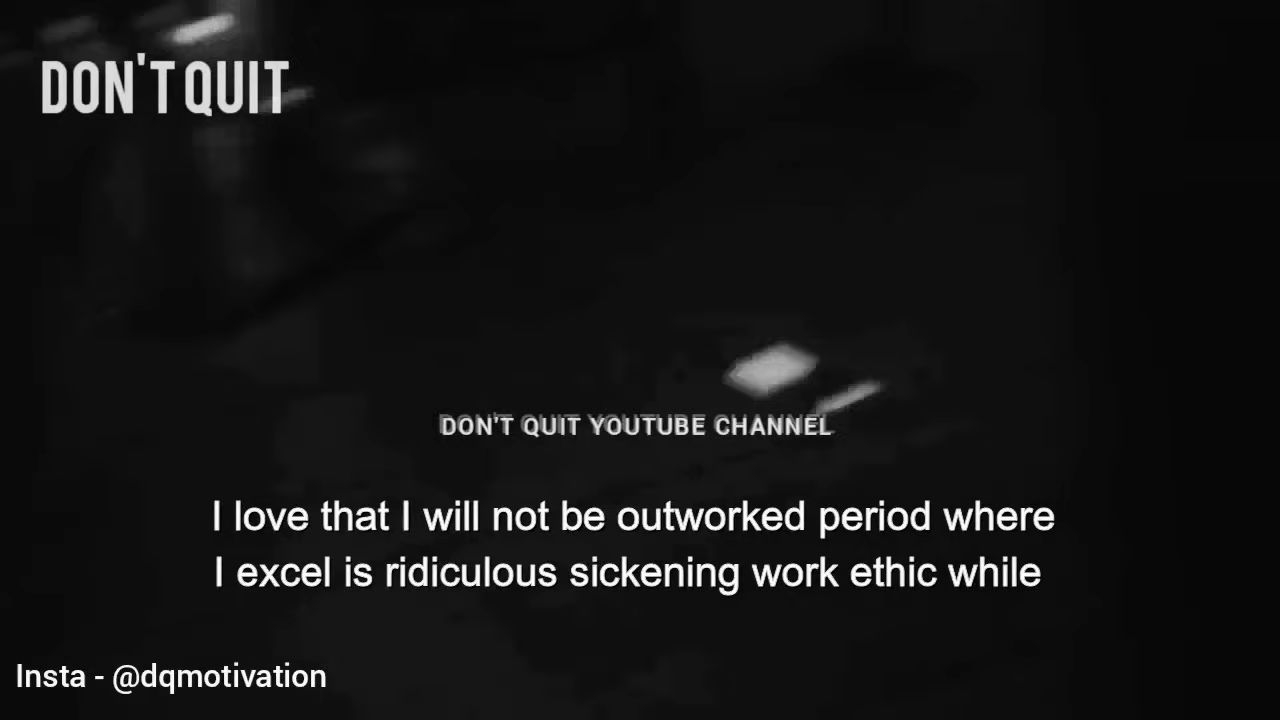 DON'T QUIT
DON'T QUIT YOUTUBE CHANNEL
I love that I will not be outworked period where
I excel is ridiculous sickening work ethic while
Insta - @dqmotivation